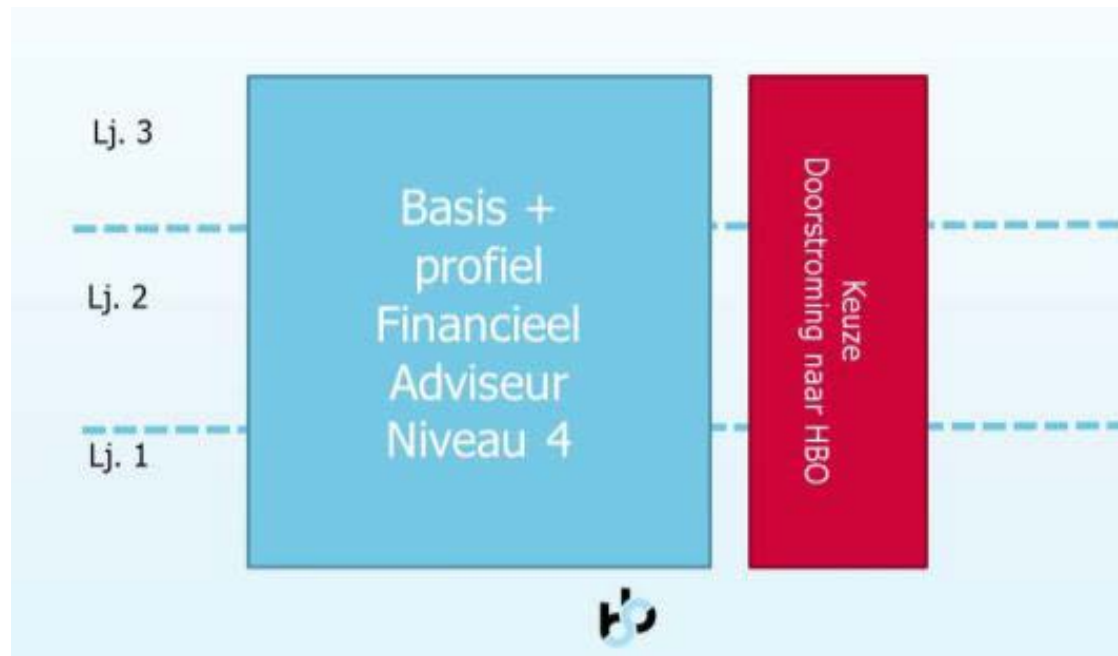 Lj. 3
Lj. 2
Lj. 1
Basis +
profiel
Financieel
Adviseur
Niveau 4
Keuze
Doorstroming naar HBO